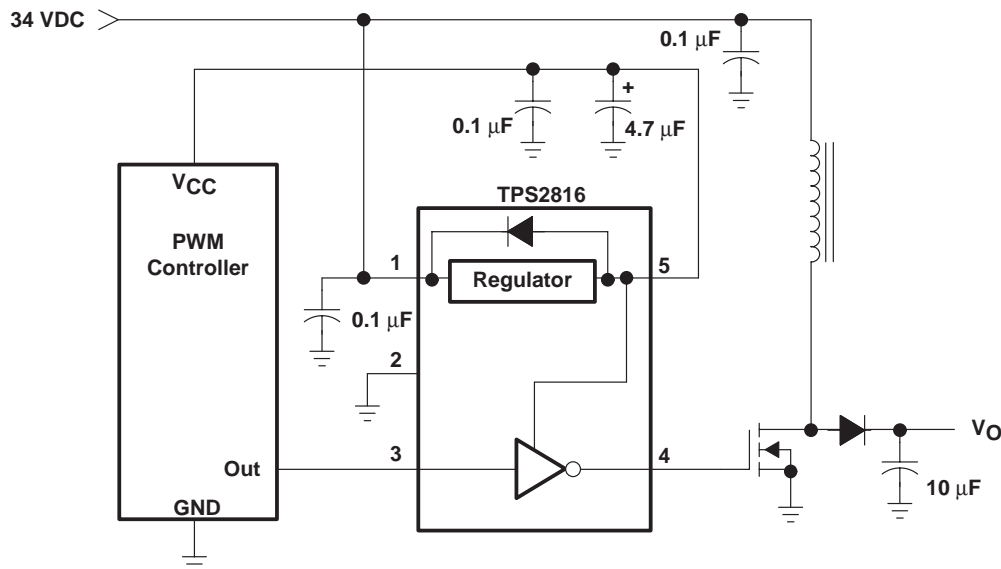 34 VDC
0.1 μF
0.1 μF
4.7 μF
VCC
PWM
Controller
TPS2816
1
Regulator
5
0.1 μF
2
Out
3
4
VO
10 μF
GND
+